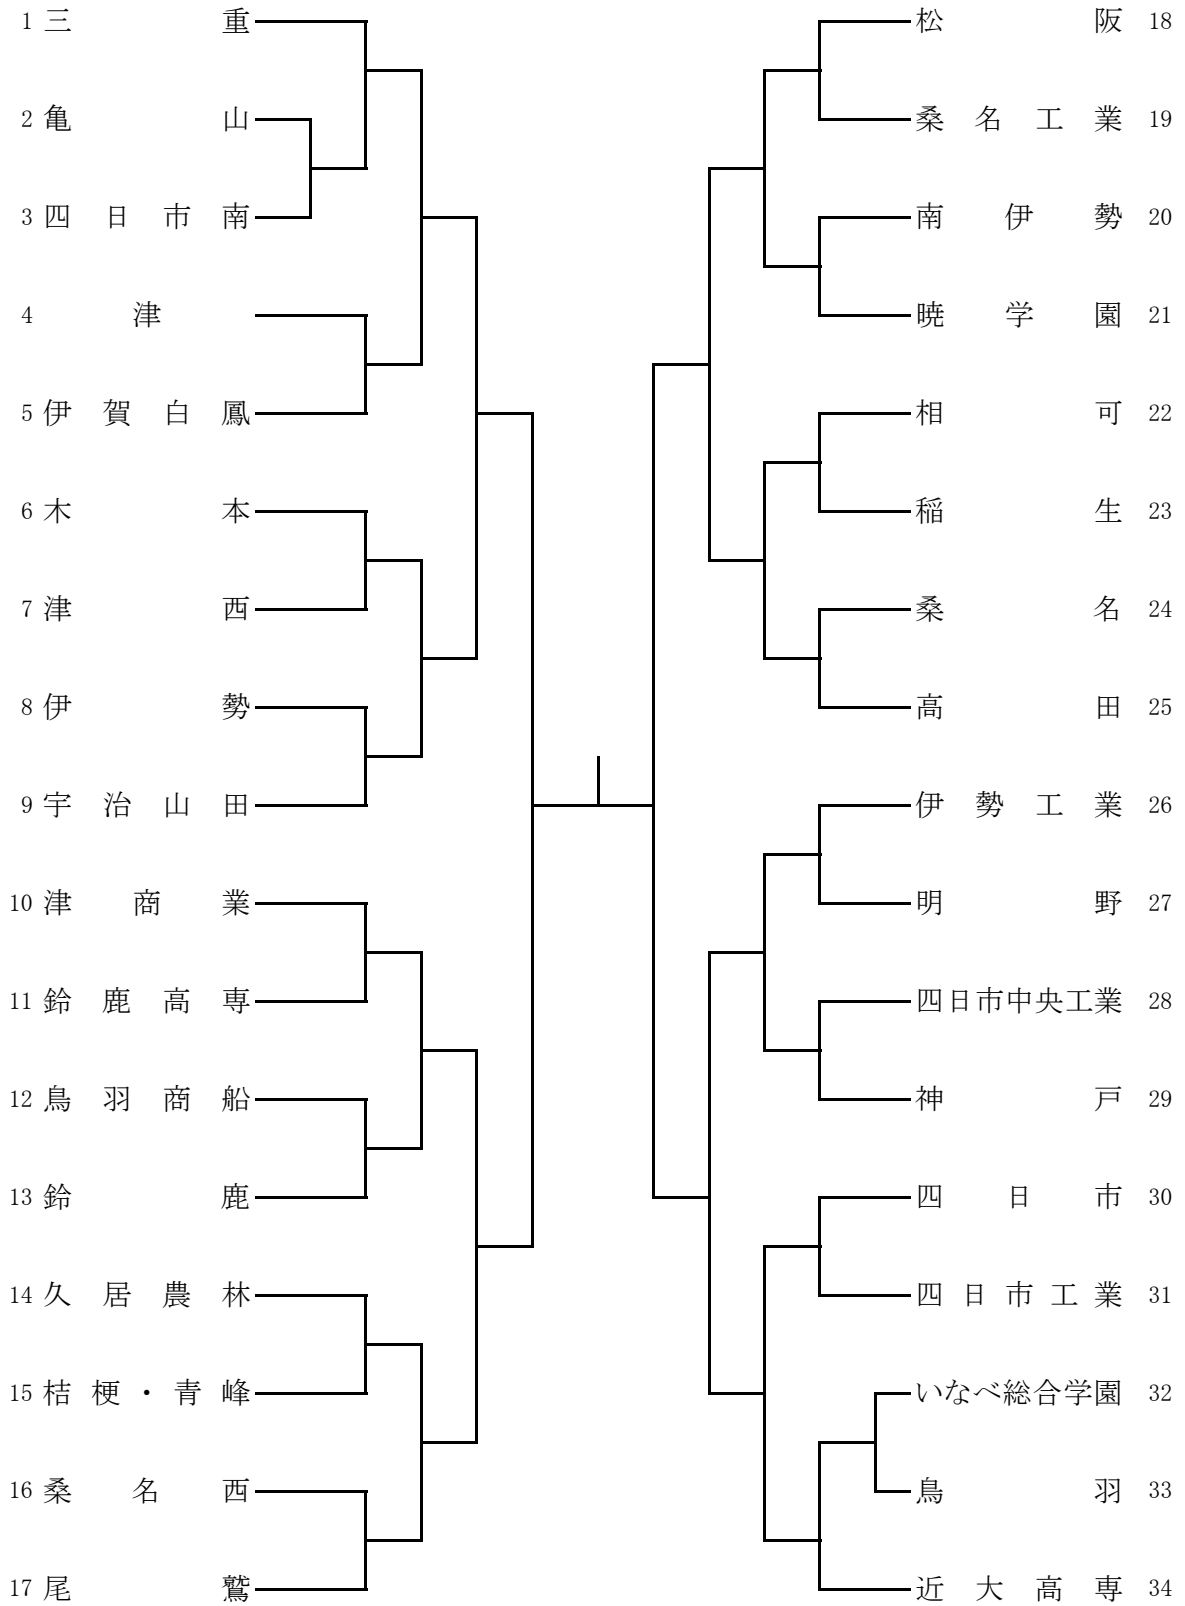 1 三重
2 亀山
3 四日市南
4 津
5 伊賀白鳳
6 木本
7 津西
8 伊勢
9 宇治山田
10 津商業
11 鈴鹿高専
12 鳥羽商船
13 鈴鹿
14 久居農林
15 桔梗・青峰
16 桑名西
17 尾鷲
松阪 18
桑名工業 19
南伊勢 20
暁学園 21
相可 22
稲生 23
桑名 24
高田 25
伊勢工業 26
明野 27
四日市中央工業 28
神戸 29
四日市 30
四日市工業 31
いなべ総合学園 32
鳥羽 33
近大高専 34